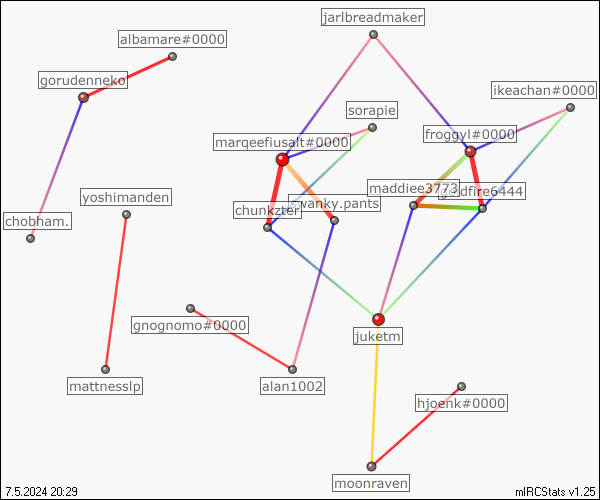 jarlbreadmaker
albamare#0000
gorudenneko
ikeachan#0000
sorapie
froggyl#0000
marqeefiusalt#0000
maddiee3773
goldfire6444
yoshimanden
swanky.pants
chunkzter
chobham.
gnognomo#0000
juketm
mattnesslp
alan1002
hjoenk#0000
moonraven
7.5.2024 20:29
mIRCStats v1.25